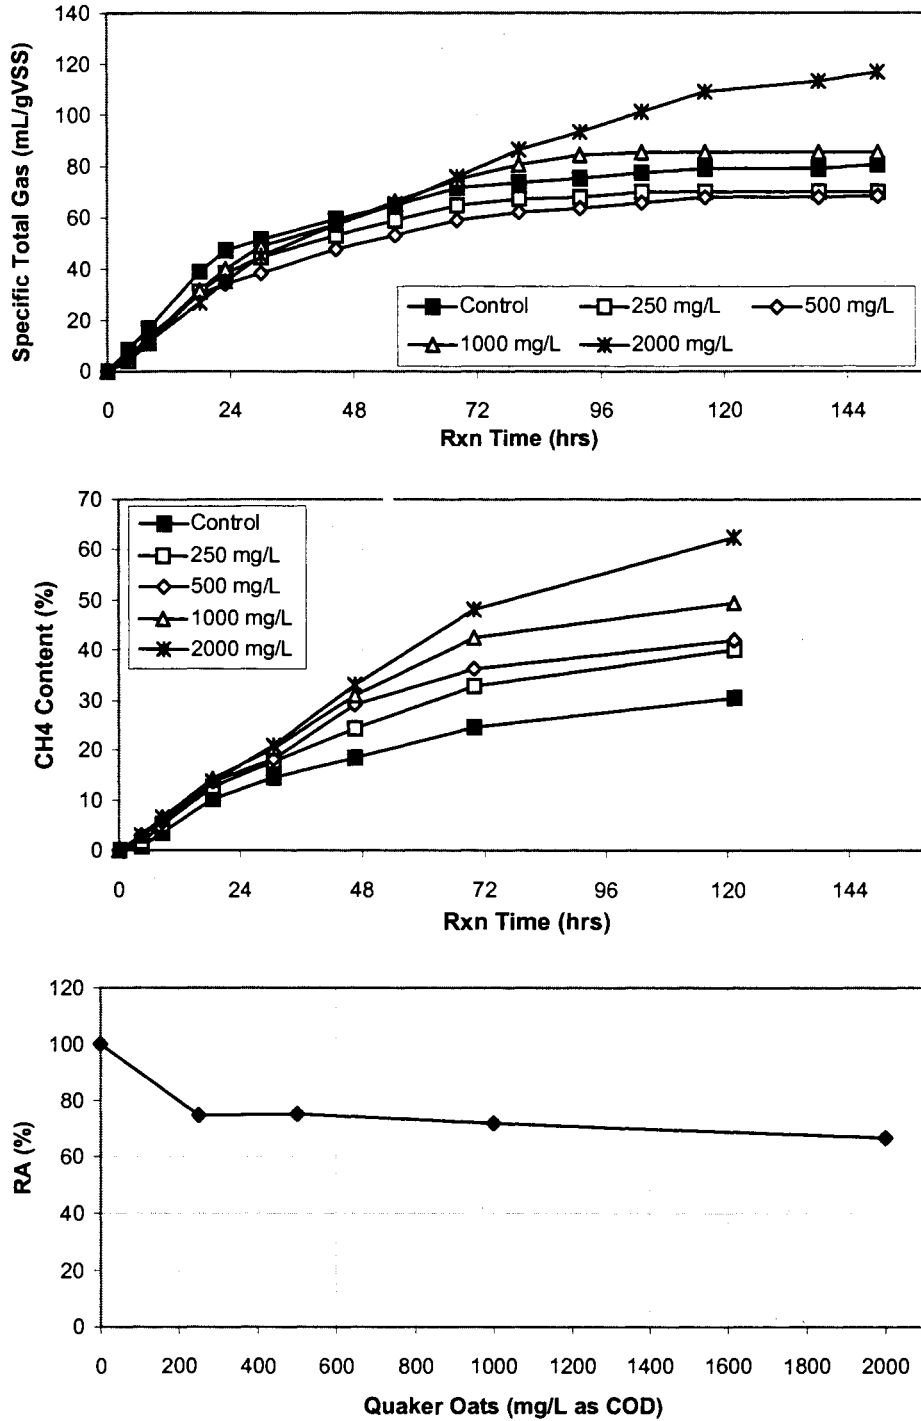 140
120
100
80
60
40
20
0
Specific Total Gas (mL/gVSS)
Control 250 mg/L 500 mg/L
1000 mg/L 2000 mg/L
0 24 48 72 96 120 144
Rxn Time (hrs)
70
60
50
40
30
20
10
0
CH4 Content (%)
Control
250 mg/L
500 mg/L
1000 mg/L
2000 mg/L
0 24 48 72 96 120 144
Rxn Time (hrs)
120
100
80
60
40
20
0
RA (%)
0 200 400 600 800 1000 1200 1400 1600 1800 2000
Quaker Oats (mg/L as COD)